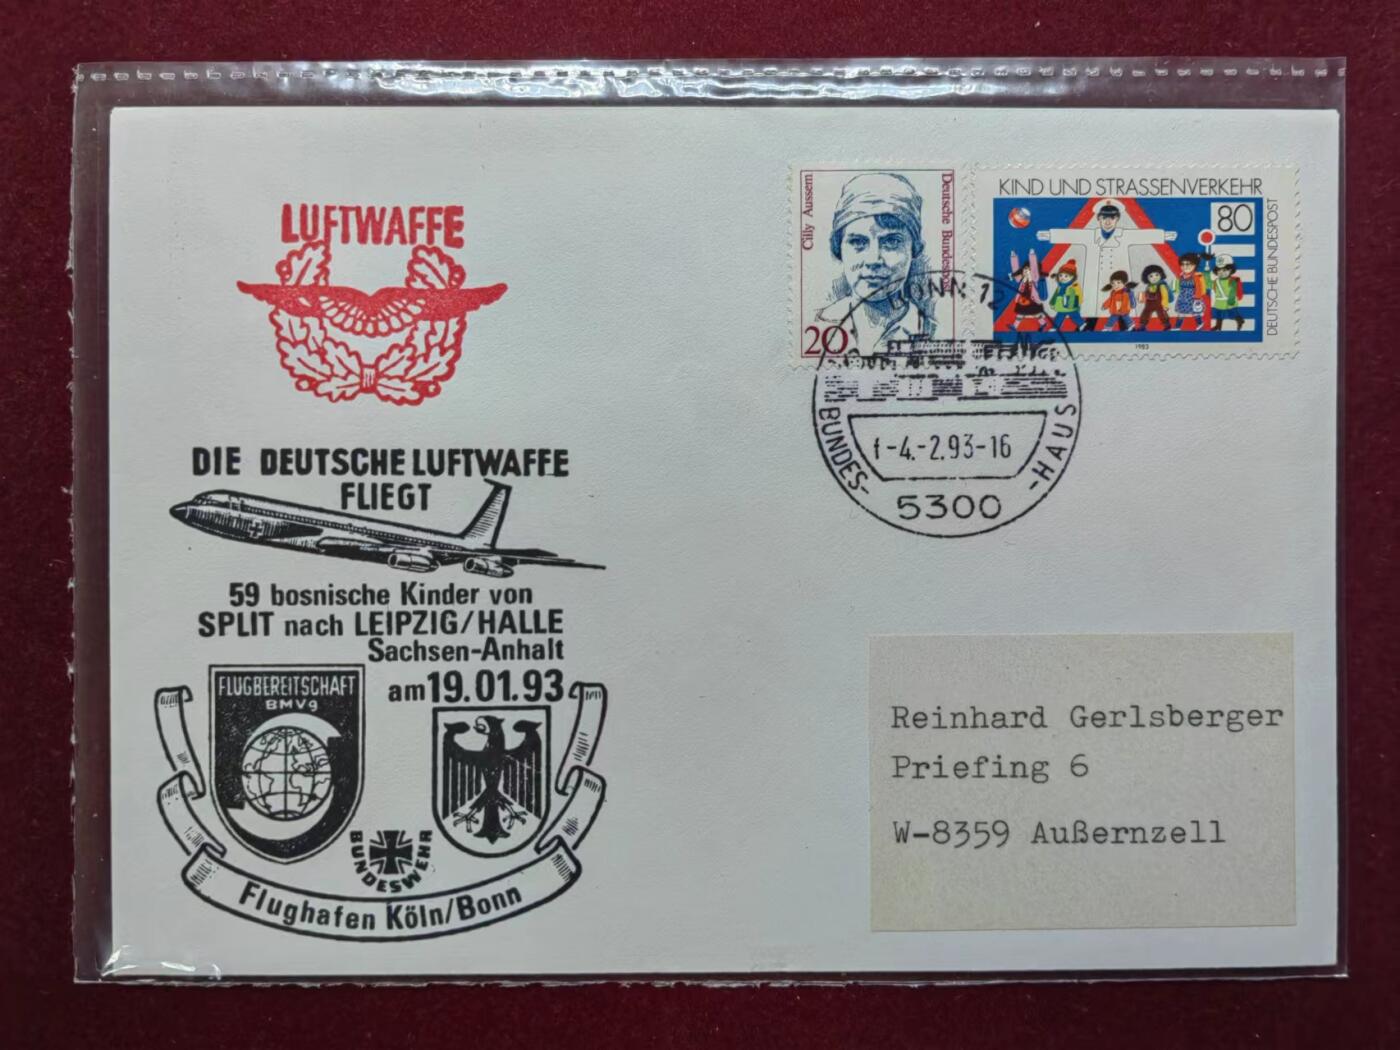 LUFTWAFFE
DIE DEUTSCHE LUFTWAFFE
FLIEGT
59 bosnische Kinder von
SPLIT nach LEIPZIG/HALLE
Sachsen-Anhalt
am 19.01.93
FLUGBEREITSCHAFT
BMVg
BUNDESWEHR
Flughafen Köln/Bonn
Cilly Aussem
Deutsche Bundespost
20
KIND UND STRASSENVERKEHR
80
DEUTSCHE BUNDESPOST
1983
BONN 12
f-4.-2.93-16
BUNDES-
-HAUS
5300
Reinhard Gerlsberger
Priefing 6
W-8359 Außernzell